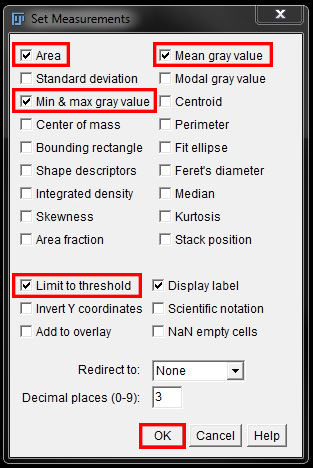 Set Measurements
Area Mean gray value
Standard deviation Modal gray value
Min & max gray value Centroid
Center of mass Perimeter
Bounding rectangle Fit ellipse
Shape descriptors Feret's diameter
Integrated density Median
Skewness Kurtosis
Area fraction Stack position
Limit to threshold Display label
Invert Y coordinates Scientific notation
Add to overlay NaN empty cells
Redirect to: None
Decimal places (0-9): 3
OK Cancel Help